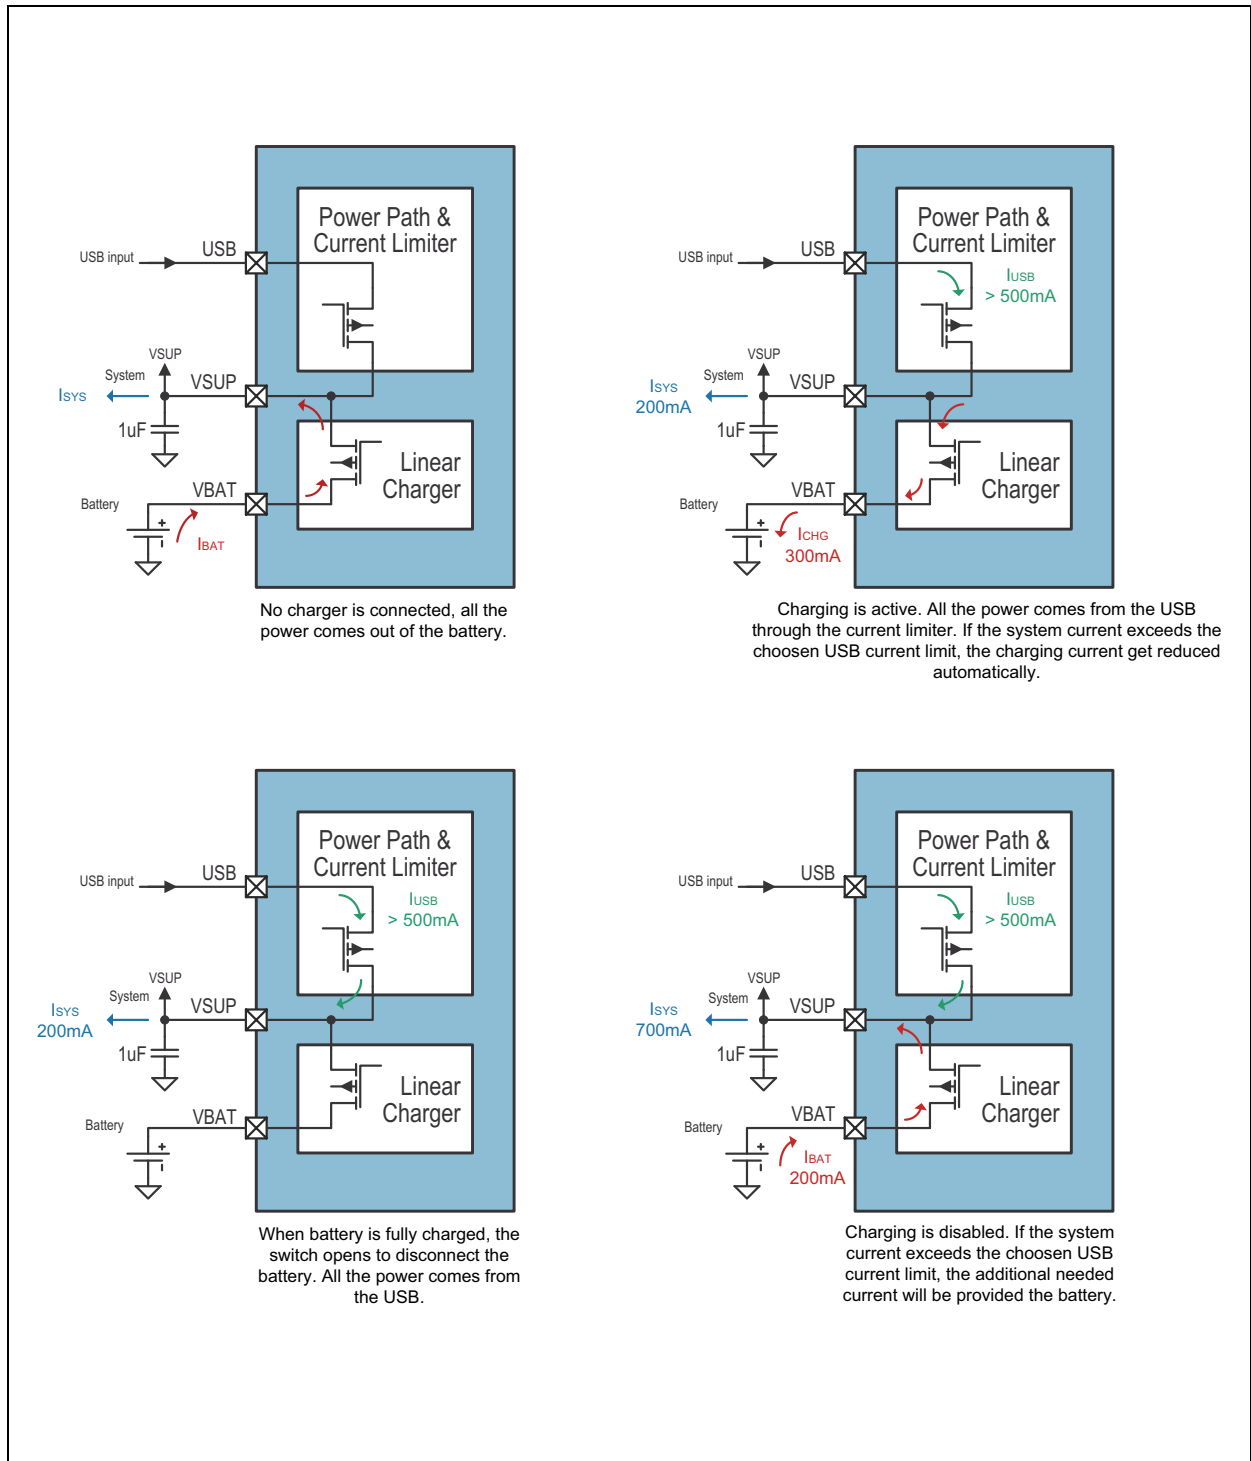 Power Path &
Current Limiter
USB input
USB
VSUP
System
VSUP
ISYS
1uF
Linear
Charger
Battery
VBAT
+
IBAT
No charger is connected, all the
power comes out of the battery.
Power Path &
Current Limiter
USB input
USB
IUSB
> 500mA
VSUP
System
VSUP
ISYS
200mA
1uF
Linear
Charger
Battery
VBAT
+
ICHG
300mA
Charging is active. All the power comes from the USB
through the current limiter. If the system current exceeds the
choosen USB current limit, the charging current get reduced
automatically.
Power Path &
Current Limiter
USB input
USB
IUSB
> 500mA
VSUP
System
VSUP
ISYS
200mA
1uF
Linear
Charger
Battery
VBAT
+
When battery is fully charged, the
switch opens to disconnect the
battery. All the power comes from
the USB.
Power Path &
Current Limiter
USB input
USB
IUSB
> 500mA
VSUP
System
VSUP
ISYS
700mA
1uF
Linear
Charger
Battery
VBAT
+
IBAT
200mA
Charging is disabled. If the system
current exceeds the choosen USB
current limit, the additional needed
current will be provided the battery.